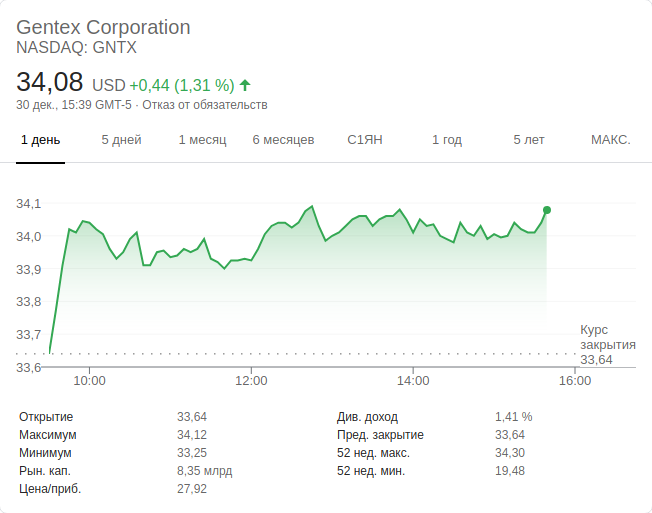 Gentex Corporation
NASDAQ: GNTX
34,08 USD +0,44 (1,31 %)
30 дек., 15:39 GMT-5 · Отказ от обязательств
1 день 5 дней 1 месяц 6 месяцев С1ЯН 1 год 5 лет МАКС.
34,1
34,0
33,9
33,8
33,7
33,6
Курс
закрытия
33,64
10:00 12:00 14:00 16:00
Открытие 33,64 Див. доход 1,41 %
Максимум 34,12 Пред. закрытие 33,64
Минимум 33,25 52 нед. макс. 34,30
Рын. кап. 8,35 млрд 52 нед. мин. 19,48
Цена/приб. 27,92